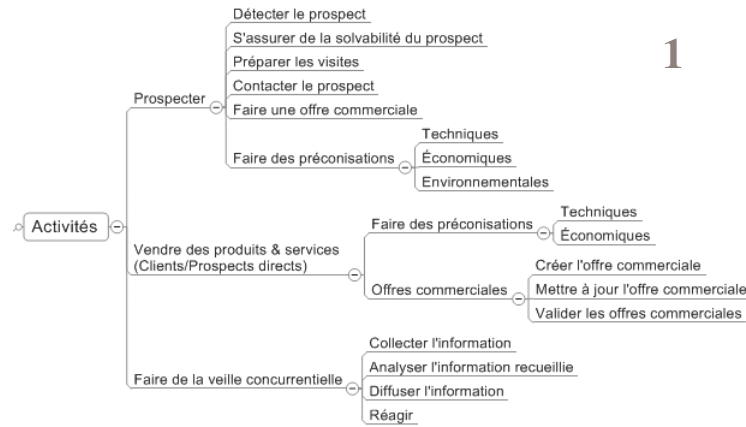 1
Activités
Prospecter
Détecter le prospect
S'assurer de la solvabilité du prospect
Préparer les visites
Contacter le prospect
Faire une offre commerciale
Faire des préconisations
Techniques
Économiques
Environnementales
Vendre des produits & services
(Clients/Prospects directs)
Faire des préconisations
Techniques
Économiques
Offres commerciales
Créer l'offre commerciale
Mettre à jour l'offre commerciale
Valider les offres commerciales
Faire de la veille concurrentielle
Collecter l'information
Analyser l'information recueillie
Diffuser l'information
Réagir